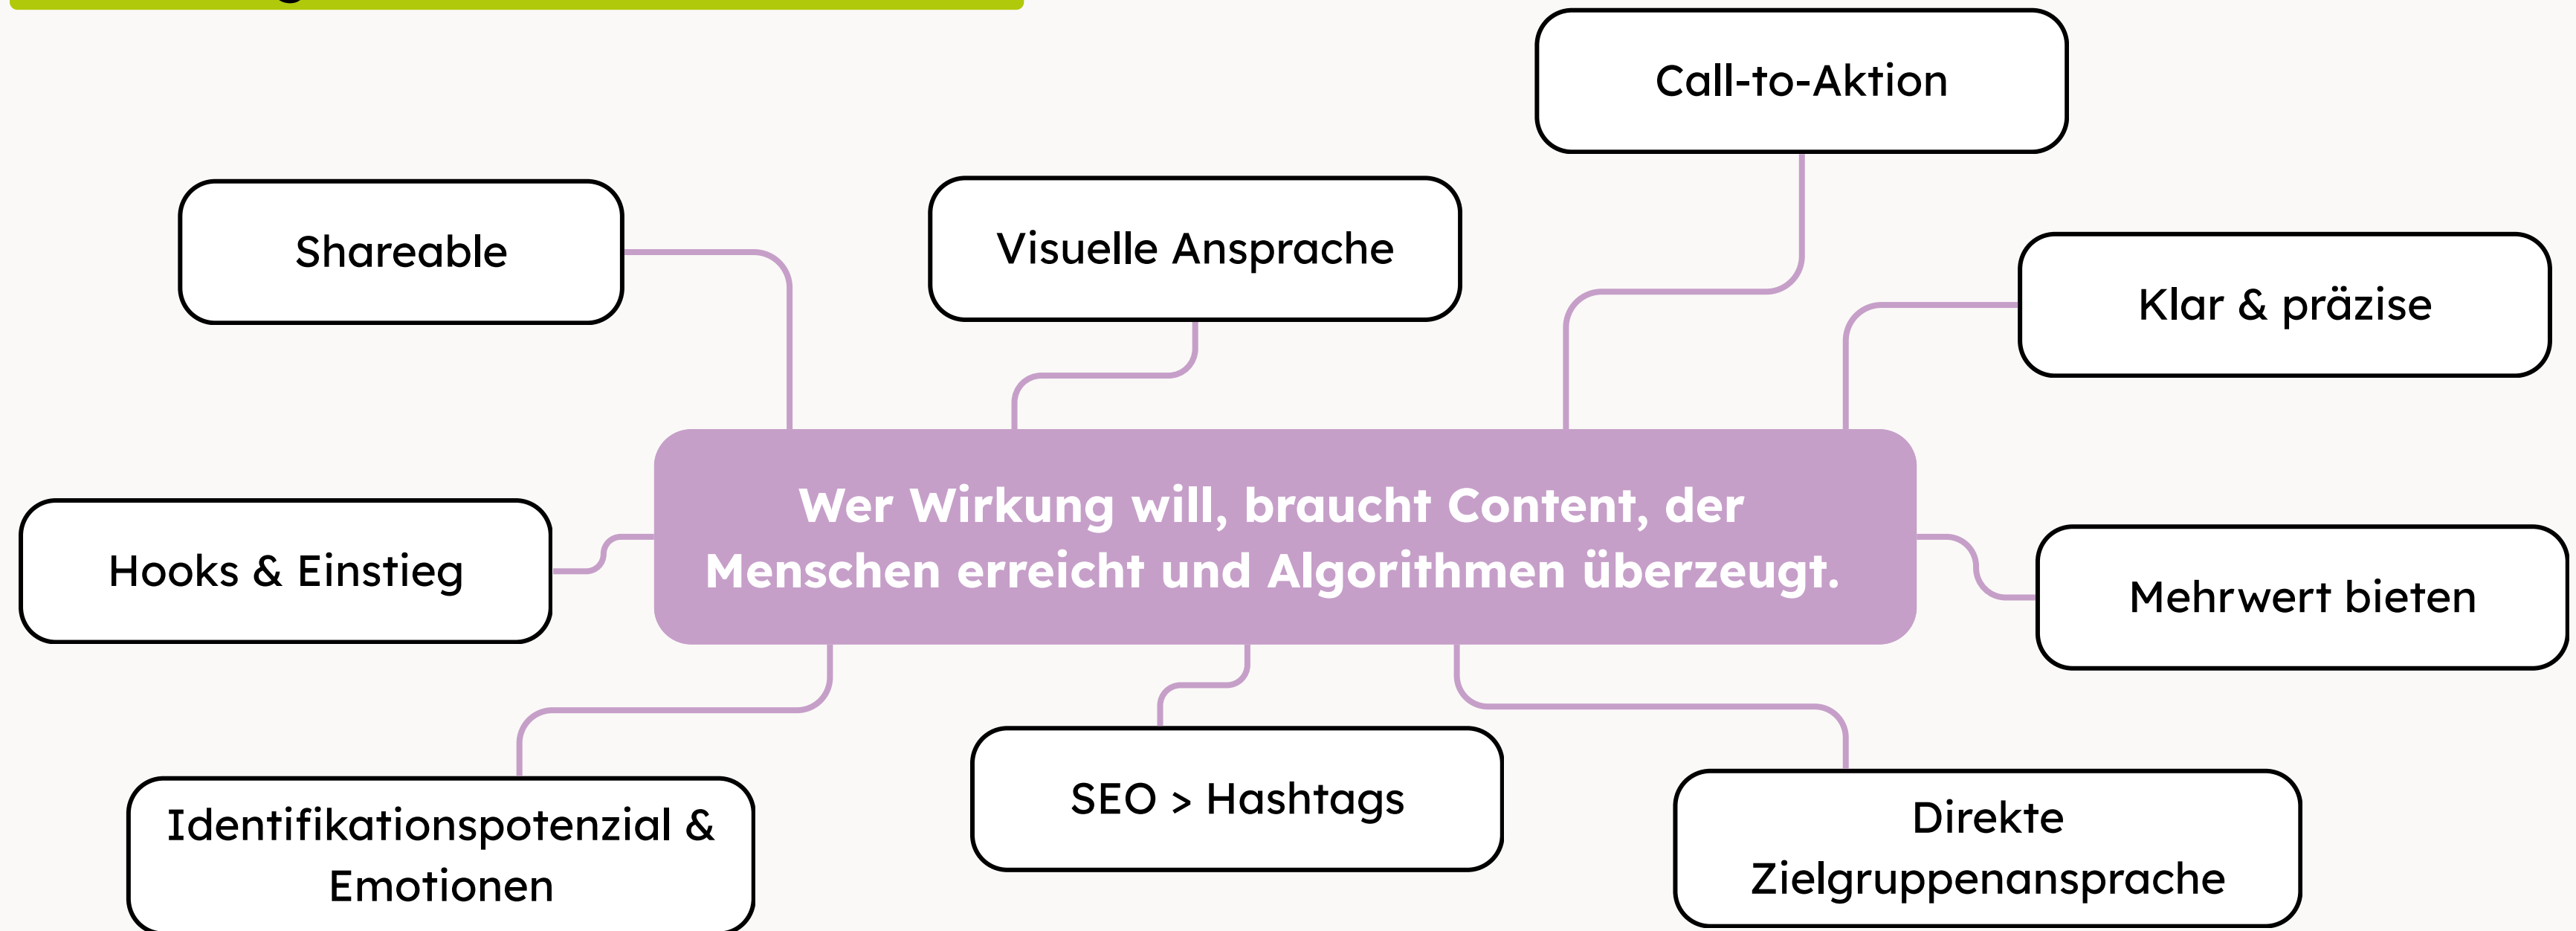 Call-to-Aktion
Shareable
Visuelle Ansprache
Klar & präzise
Wer Wirkung will, braucht Content, der
Menschen erreicht und Algorithmen überzeugt.
Hooks & Einstieg
Mehrwert bieten
Identifikationspotenzial &
Emotionen
SEO > Hashtags
Direkte
Zielgruppenansprache